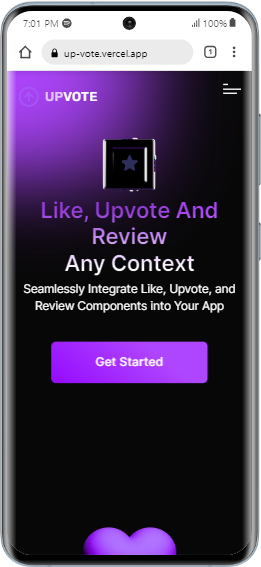 7:01 PM
100%
up-vote.vercel.app
1
UPVOTE
Like, Upvote And
Review
Any Context
Seamlessly Integrate Like, Upvote, and
Review Components into Your App
Get Started